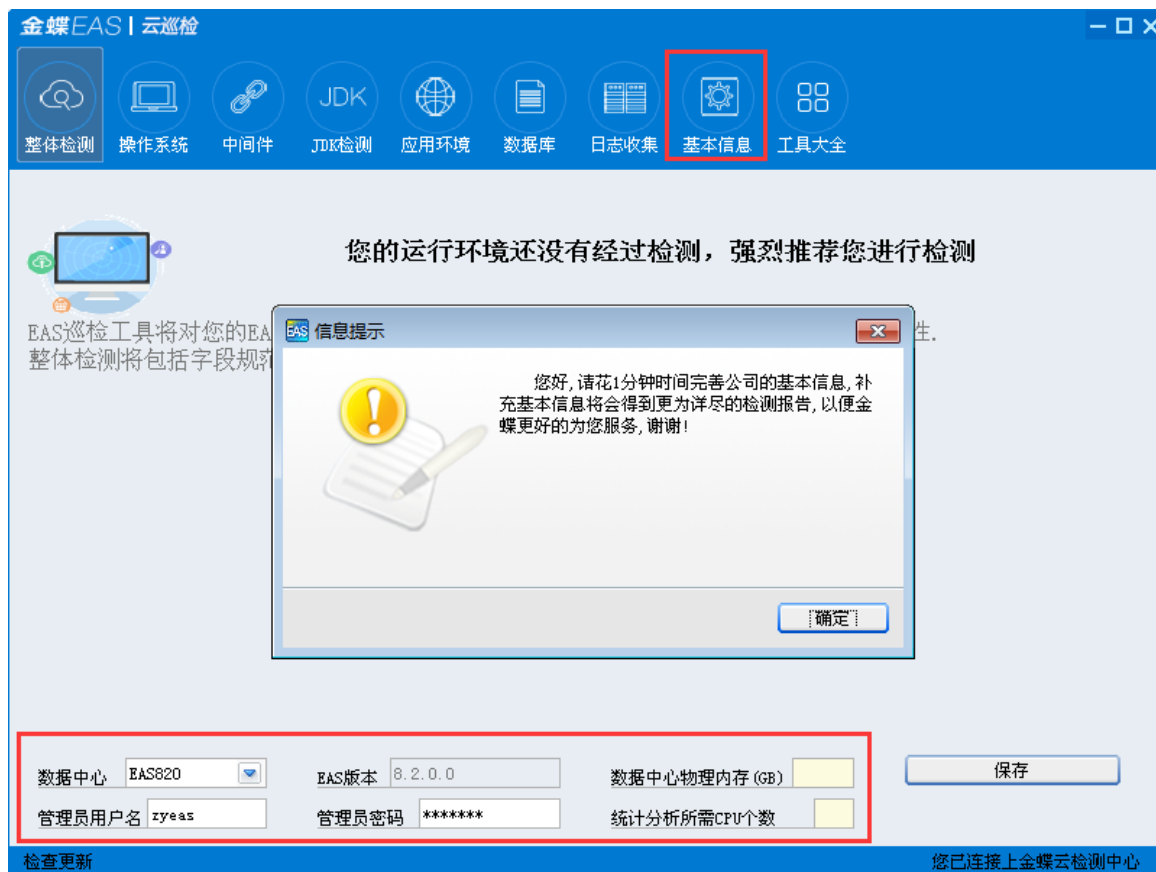 金蝶EAS | 云巡检
整体检测 操作系统 中间件 JDK JDK检测 应用环境 数据库 日志收集 基本信息 工具大全
您的运行环境还没有经过检测，强烈推荐您进行检测
EAS巡检工具将对您的EA
性.
整体检测将包括字段规范
EAS 信息提示
您好,请花1分钟时间完善公司的基本信息,补
充基本信息将会得到更为详尽的检测报告,以便金
蝶更好的为您服务,谢谢!
确定
数据中心 EAS820 EAS版本 8.2.0.0 数据中心物理内存(GB) 保存
管理员用户名 zyeas 管理员密码 ******* 统计分析所需CPU个数
检查更新 您已连接上金蝶云检测中心